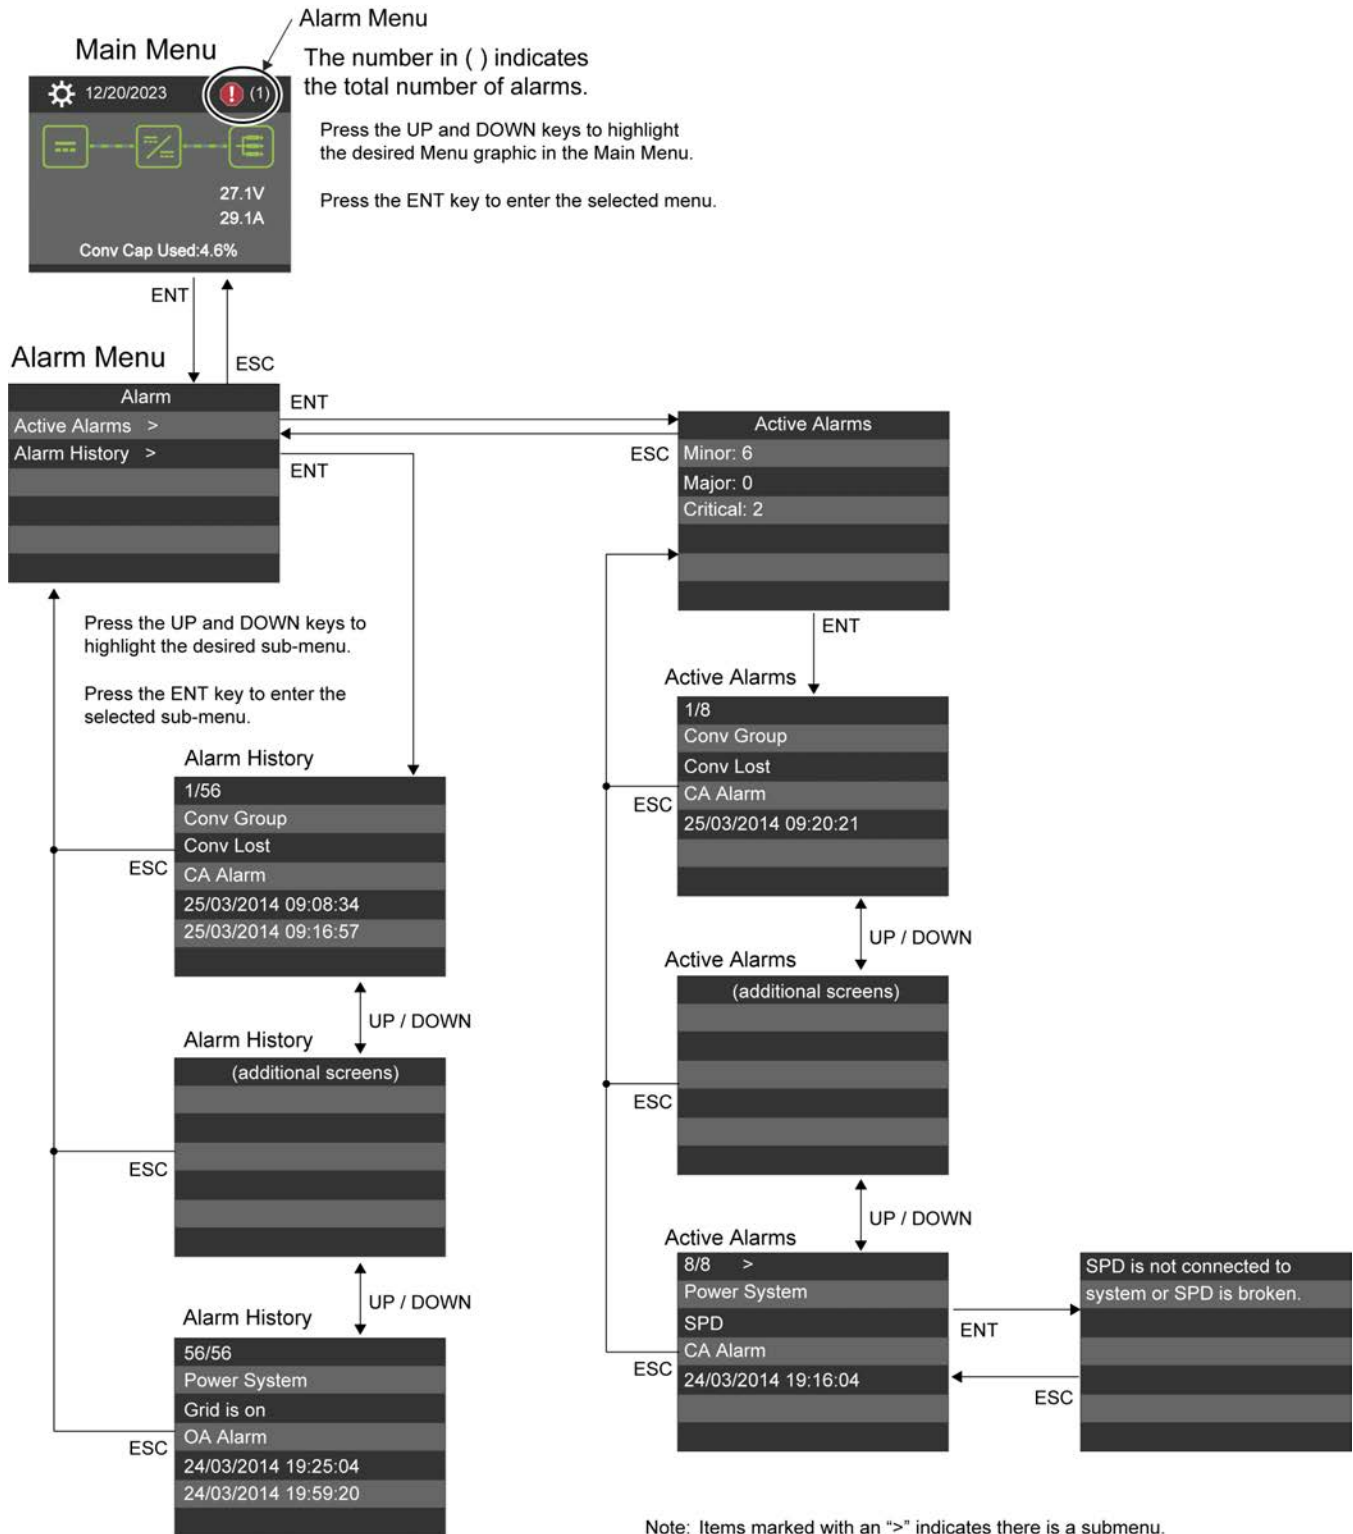 Alarm Menu
Main Menu
The number in ( ) indicates
the total number of alarms.
12/20/2023
! (1)
Press the UP and DOWN keys to highlight
the desired Menu graphic in the Main Menu.
Press the ENT key to enter the selected menu.
27.1V
29.1A
Conv Cap Used:4.6%
ENT
ESC
Alarm Menu
Alarm
Active Alarms >
Alarm History >
ENT
ESC
ENT
Active Alarms
Minor: 6
Major: 0
Critical: 2
ENT
Press the UP and DOWN keys to
highlight the desired sub-menu.
Press the ENT key to enter the
selected sub-menu.
Alarm History
1/56
Conv Group
Conv Lost
CA Alarm
25/03/2014 09:08:34
25/03/2014 09:16:57
ESC
UP / DOWN
Alarm History
(additional screens)
ESC
UP / DOWN
Alarm History
56/56
Power System
Grid is on
OA Alarm
24/03/2014 19:25:04
24/03/2014 19:59:20
ESC
Active Alarms
1/8
Conv Group
Conv Lost
CA Alarm
25/03/2014 09:20:21
ESC
UP / DOWN
Active Alarms
(additional screens)
ESC
UP / DOWN
Active Alarms
8/8 >
Power System
SPD
CA Alarm
24/03/2014 19:16:04
ESC
ENT
ESC
SPD is not connected to
system or SPD is broken.
Note: Items marked with an “>” indicates there is a submenu.